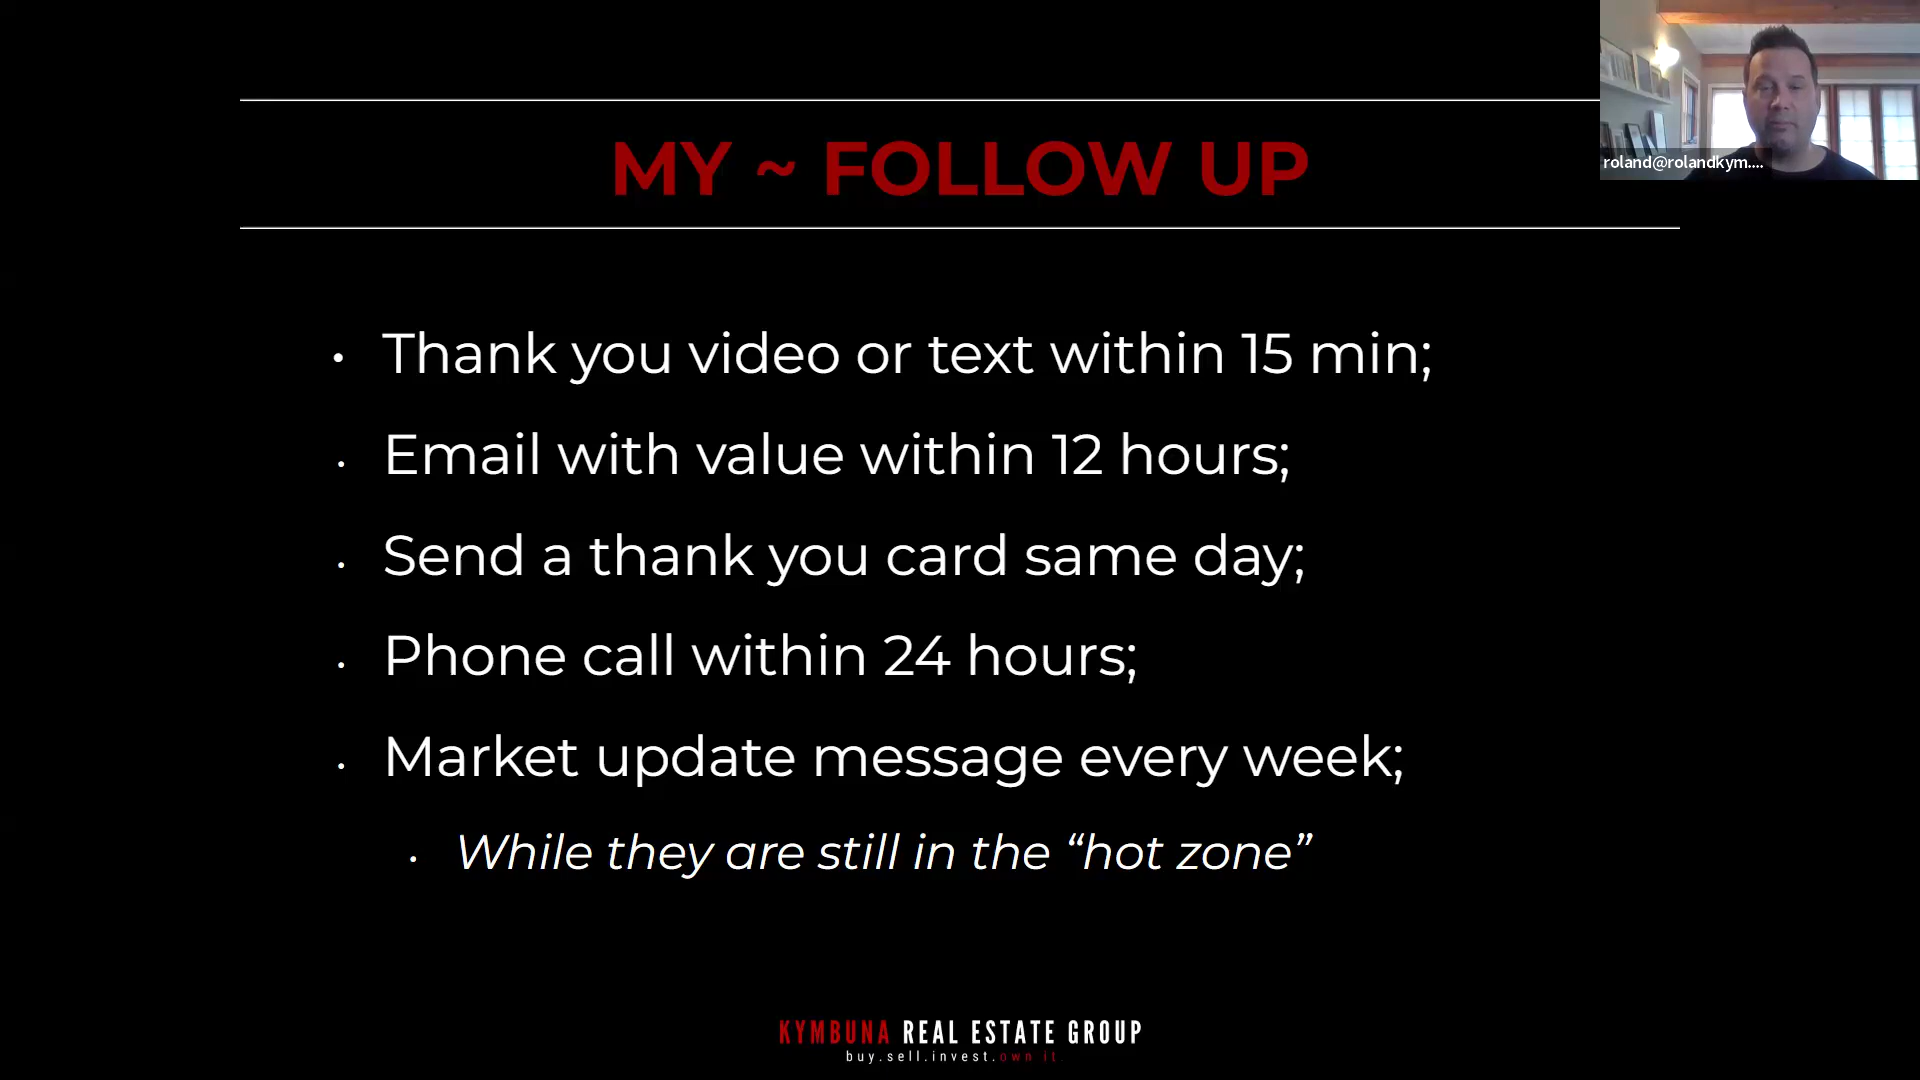 MY ~ FOLLOW UP
roland@rolandkym....
• Thank you video or text within 15 min;
• Email with value within 12 hours;
• Send a thank you card same day;
• Phone call within 24 hours;
• Market update message every week;
• While they are still in the “hot zone”
KYMBUNA REAL ESTATE GROUP
buy.sell.invest.own it.